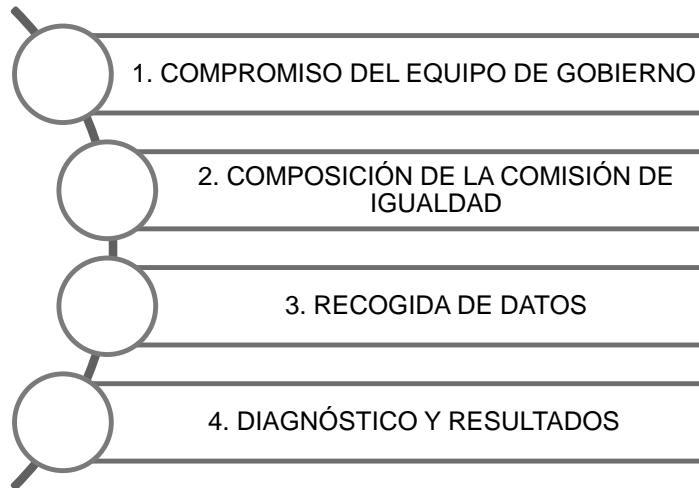 1. COMPROMISO DEL EQUIPO DE GOBIERNO
2. COMPOSICIÓN DE LA COMISIÓN DE
IGUALDAD
3. RECOGIDA DE DATOS
4. DIAGNÓSTICO Y RESULTADOS